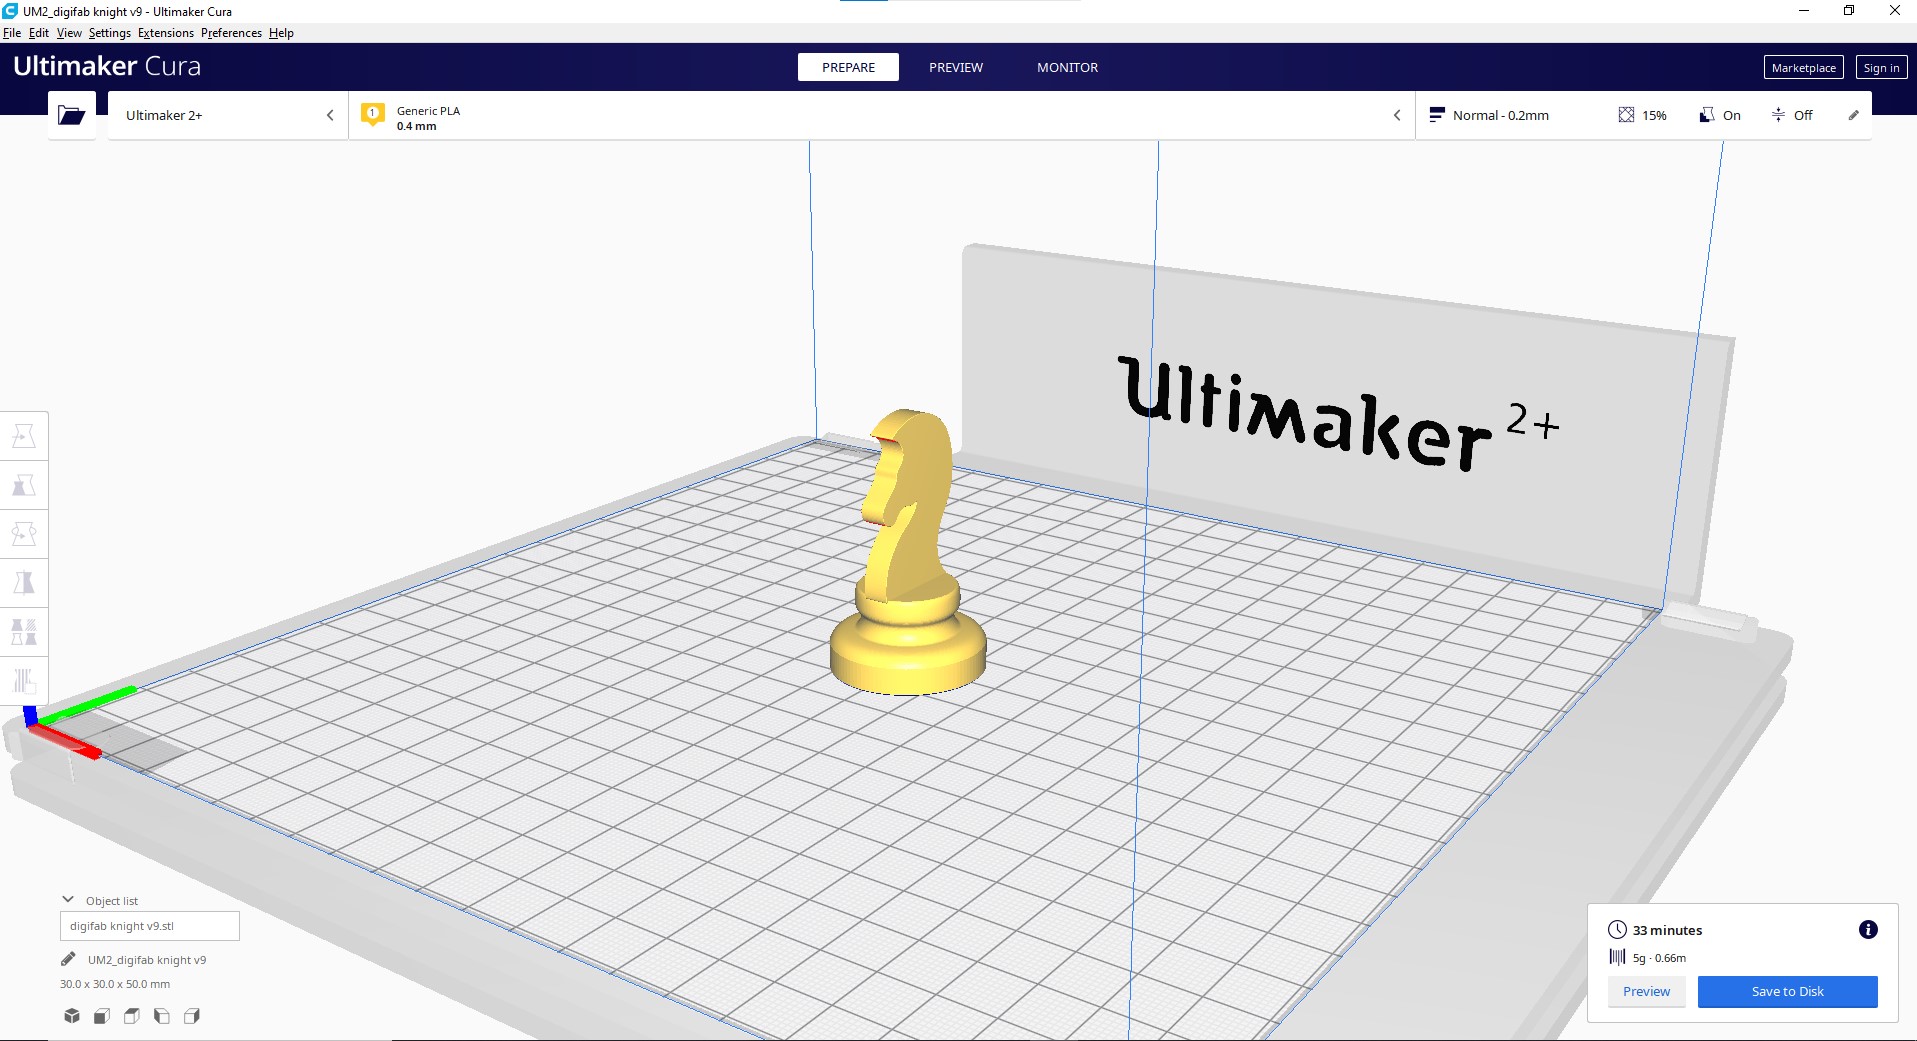 UM2_digifab knight v9 - Ultimaker Cura
File Edit View Settings Extensions Preferences Help
Ultimaker Cura
PREPARE PREVIEW MONITOR
Marketplace Sign in
Ultimaker 2+
1
Generic PLA
0.4 mm
Normal - 0.2mm 15% On Off
Ultimaker 2+
Object list
digifab knight v9.stl
UM2_digifab knight v9
30.0 x 30.0 x 50.0 mm
33 minutes
i
5g · 0.66m
Preview Save to Disk